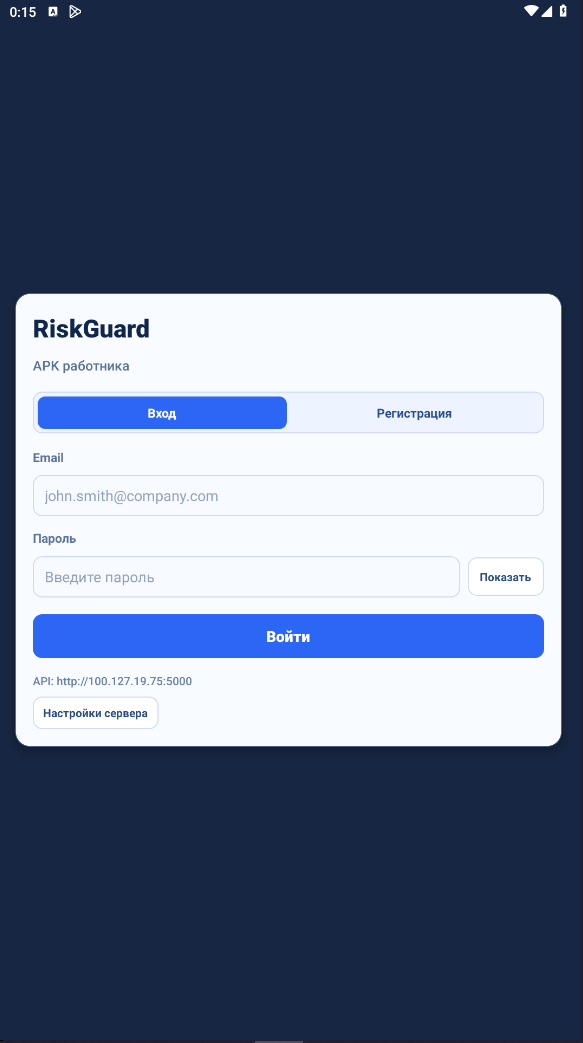 0:15
RiskGuard
APK работника
Вход Регистрация
Email
john.smith@company.com
Пароль
Введите пароль Показать
Войти
API: http://100.127.19.75:5000
Настройки сервера